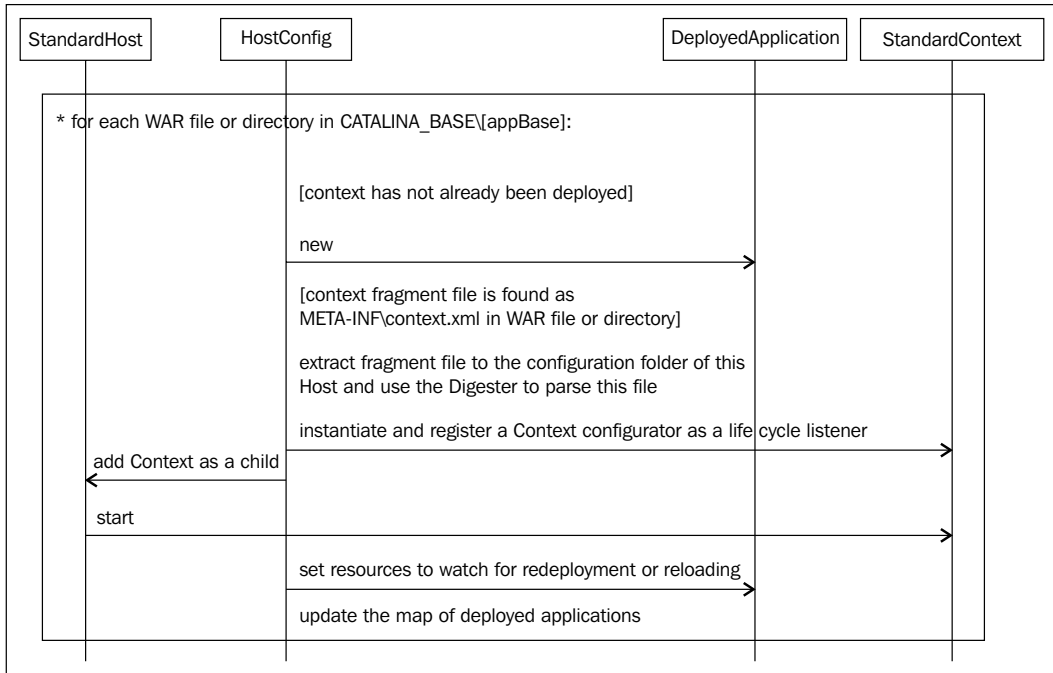 StandardHost
HostConfig
DeployedApplication
StandardContext
* for each WAR file or directory in CATALINA_BASE\[appBase]:
[context has not already been deployed]
new
[context fragment file is found as
META-INF\context.xml in WAR file or directory]
extract fragment file to the configuration folder of this
Host and use the Digester to parse this file
instantiate and register a Context configurator as a life cycle listener
add Context as a child
start
set resources to watch for redeployment or reloading
update the map of deployed applications